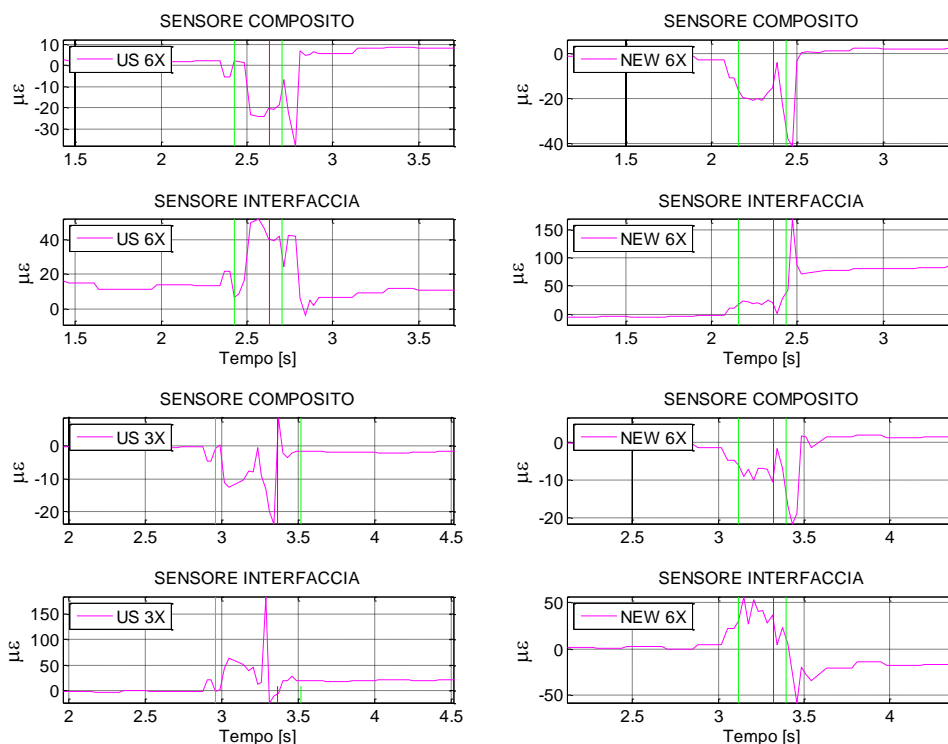 SENSORE COMPOSITO
με
10
0
-10
-20
-30
US 6X
1.5
2
2.5
3
3.5
SENSORE COMPOSITO
0
-20
-40
NEW 6X
1.5
2
2.5
3
SENSORE INTERFACCIA
με
40
20
0
US 6X
1.5
2
2.5
3
3.5
Tempo [s]
SENSORE INTERFACCIA
με
150
100
50
0
NEW 6X
1.5
2
2.5
3
Tempo [s]
SENSORE COMPOSITO
με
0
-10
-20
US 3X
2
2.5
3
3.5
4
4.5
SENSORE COMPOSITO
με
0
-10
-20
NEW 6X
2.5
3
3.5
4
SENSORE INTERFACCIA
με
150
100
50
0
US 3X
2
2.5
3
3.5
4
4.5
Tempo [s]
SENSORE INTERFACCIA
με
50
0
-50
NEW 6X
2.5
3
3.5
4
Tempo [s]